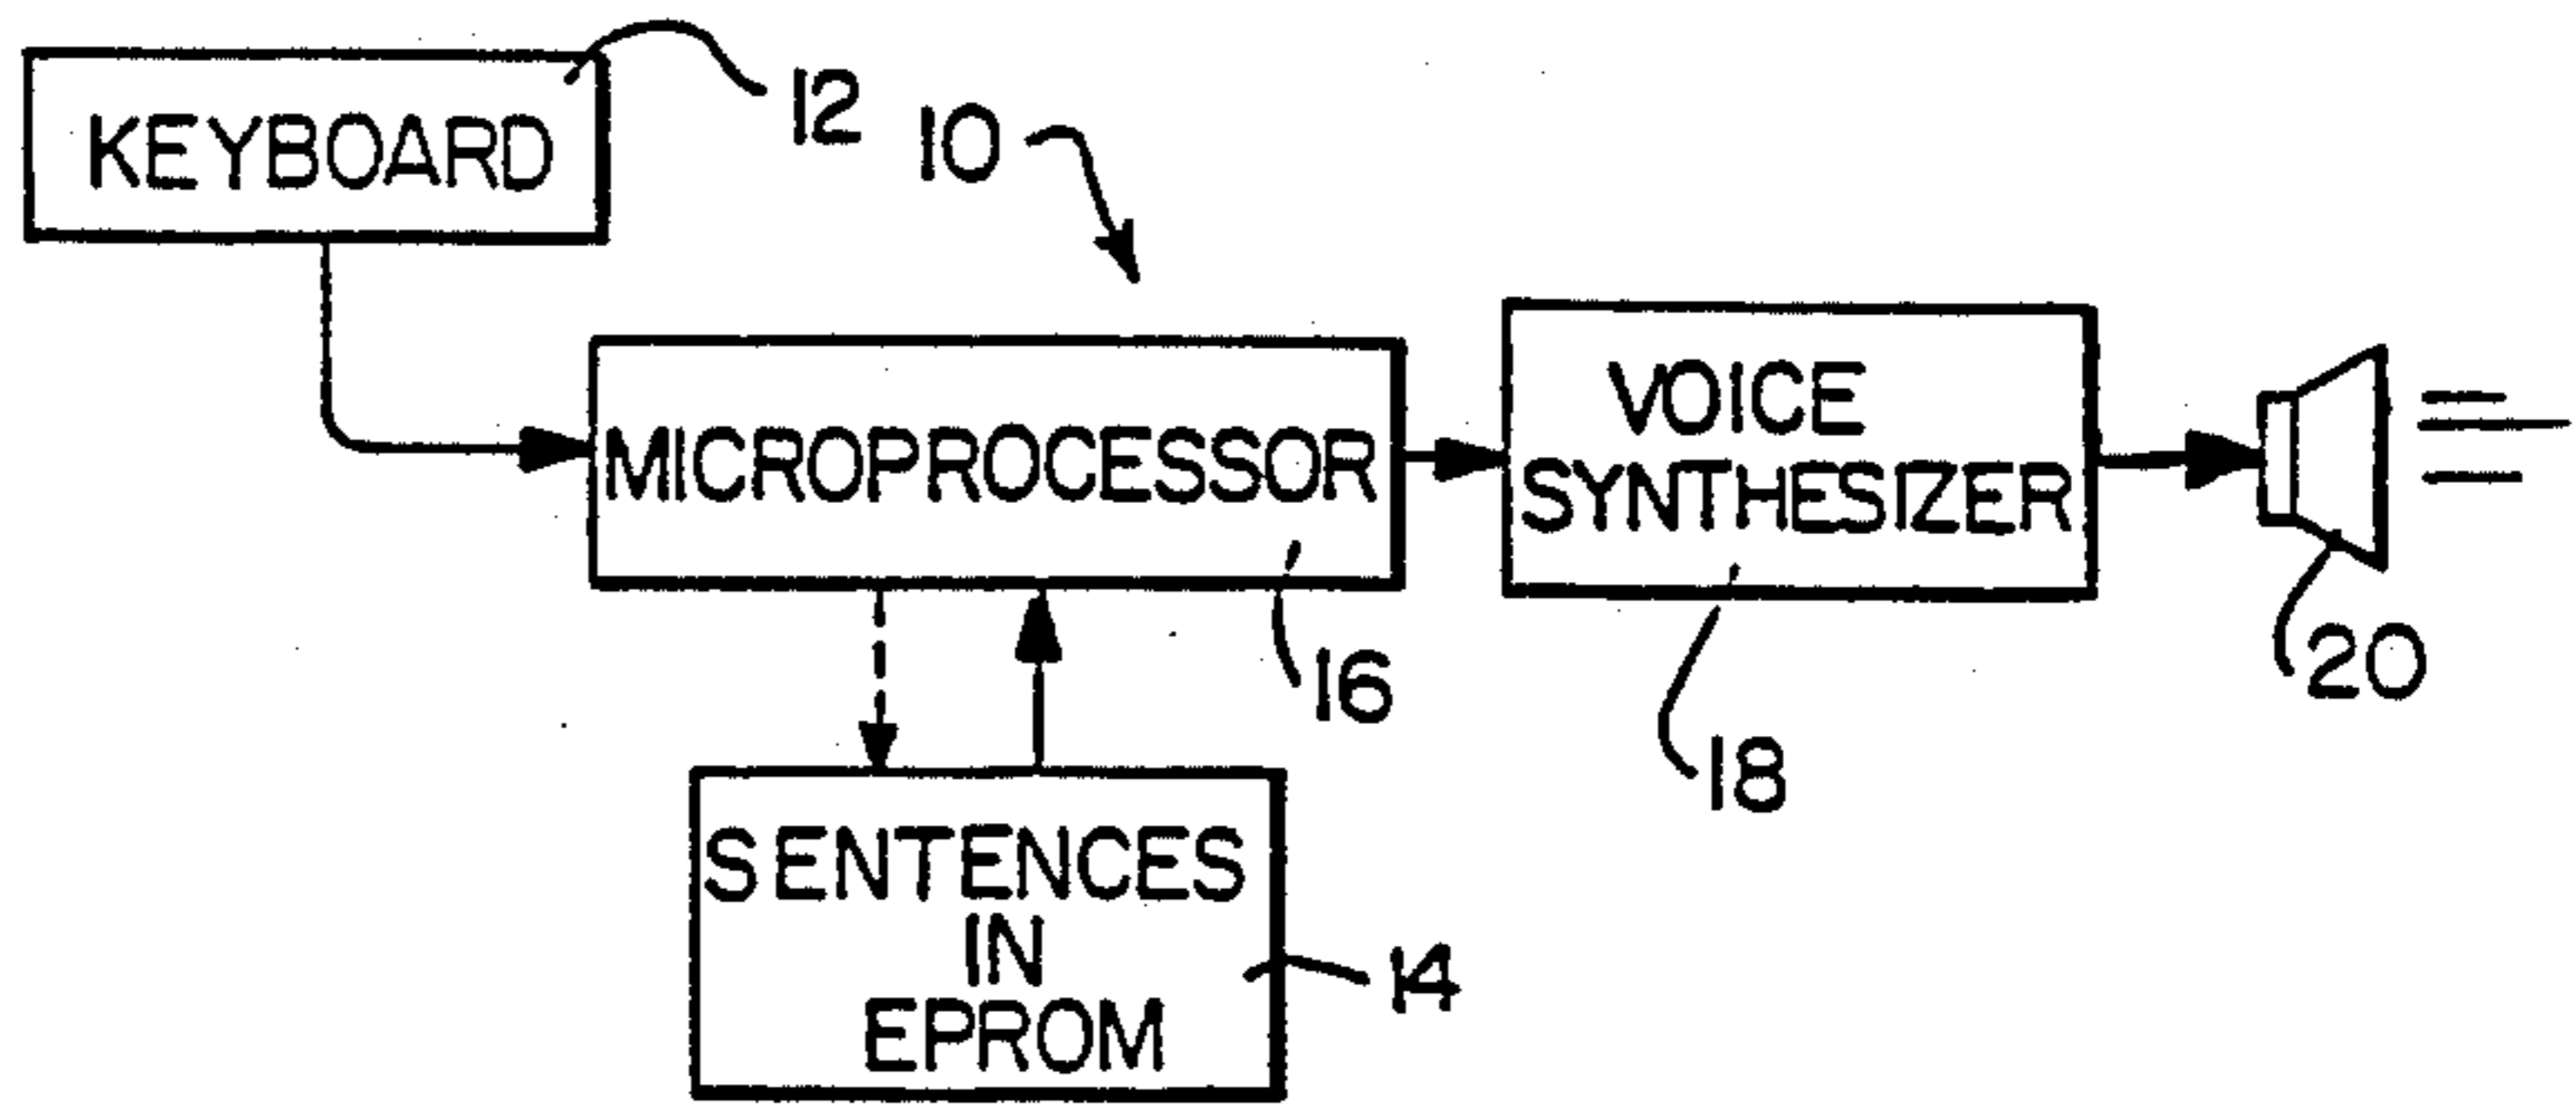 KEYBOARD
12
10
MICROPROCESSOR
16
VOICE
SYNTHESIZER
18
20
SENTENCES
IN
EPROM
14